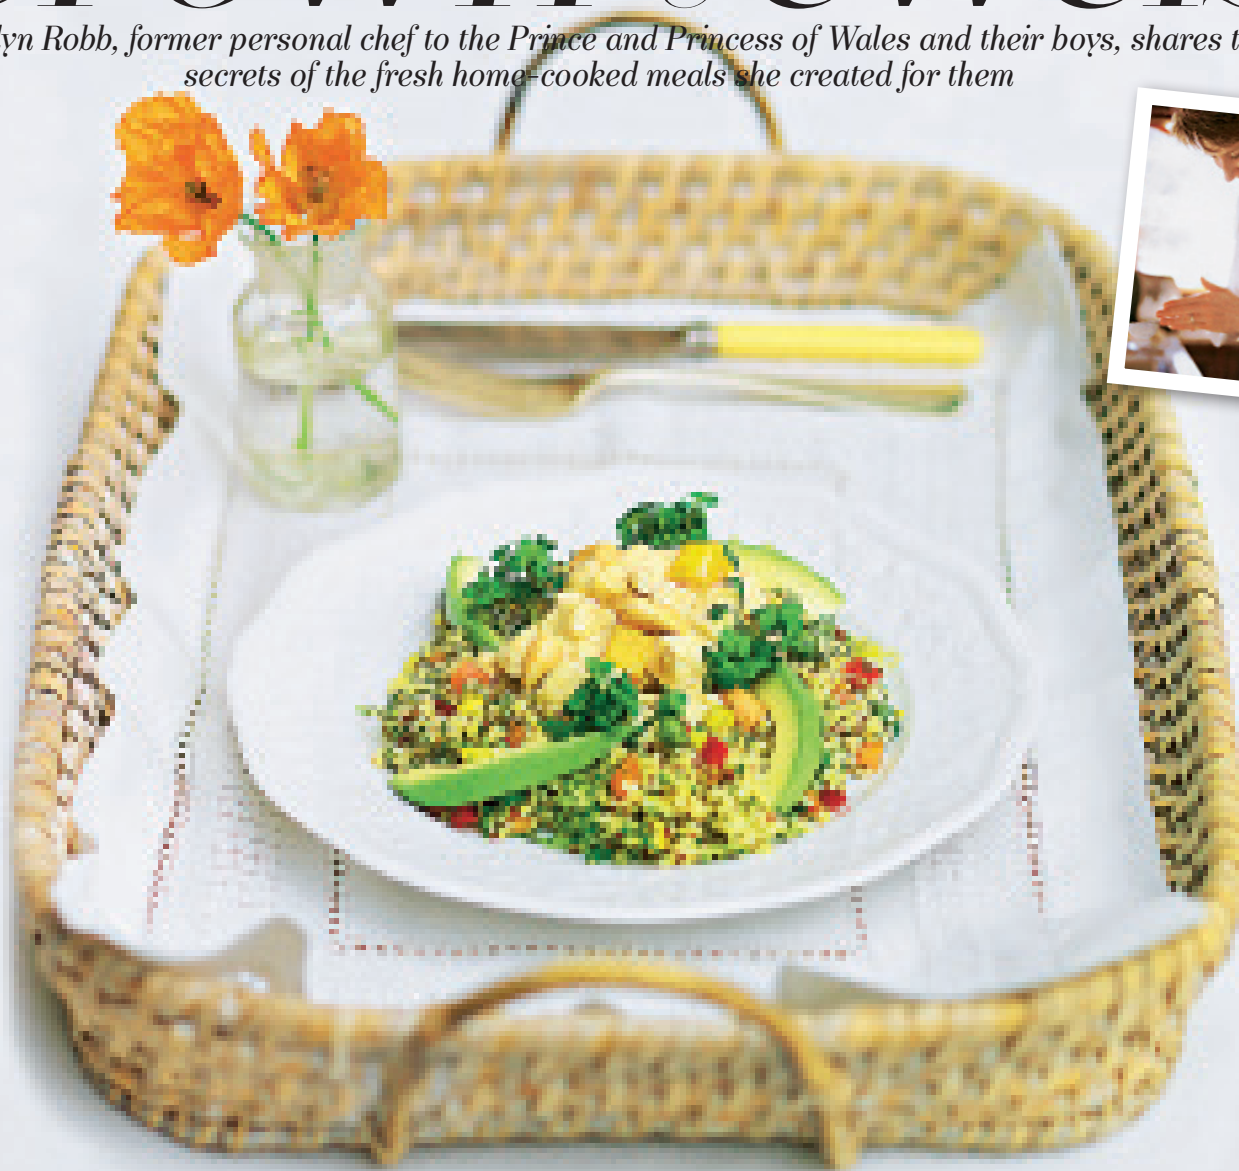 lyn Robb, former personal chef to the Prince and Princess of Wales and their boys, shares t
secrets of the fresh home-cooked meals she created for them